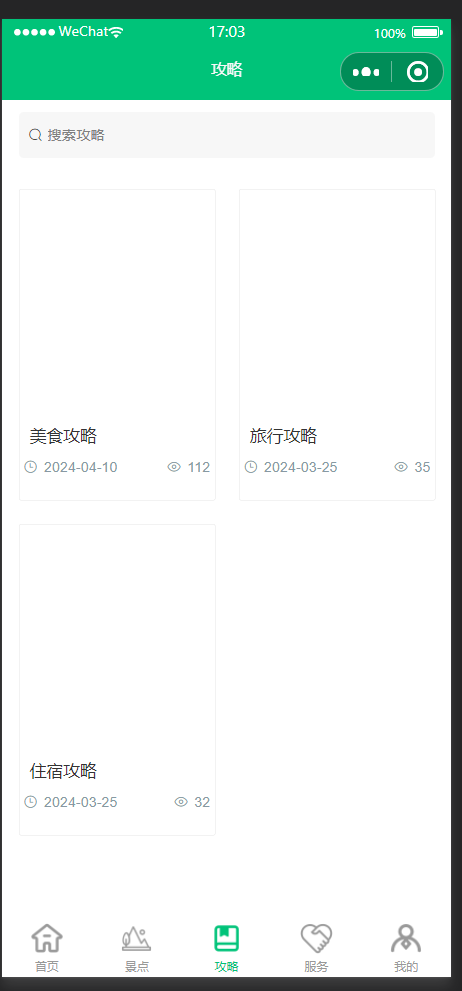 WeChat 17:03 100%
攻略
搜索攻略
美食攻略 旅行攻略
2024-04-10 112 2024-03-25 35
住宿攻略
2024-03-25 32
首页 景点 攻略 服务 我的